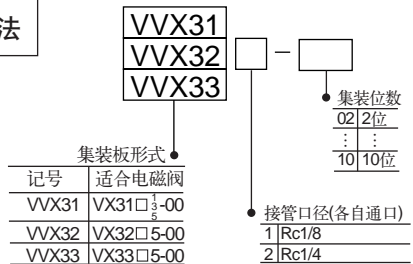 法
VVX31
VVX32 □ - □
VVX33
集装位数
02 2位
⋮ ⋮
10 10位
集装板形式
记号 适合电磁阀
VVX31 VX31□1/3/5-00
VVX32 VX32□5-00
VVX33 VX33□5-00
接管口径(各自通口)
1 Rc1/8
2 Rc1/4